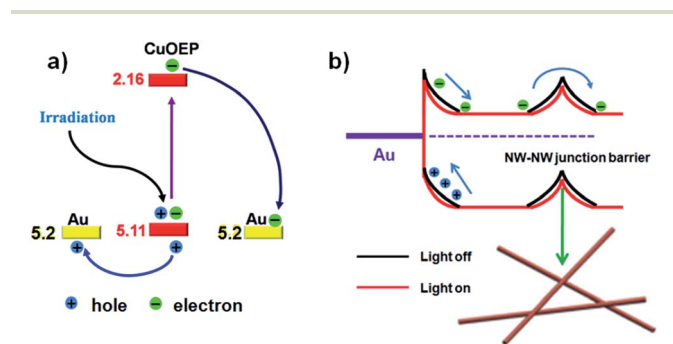 a)
CuOEP
2.16
Irradiation
Au
5.2
5.11
Au
5.2
hole
electron
b)
Au
NW-NW junction barrier
Light off
Light on